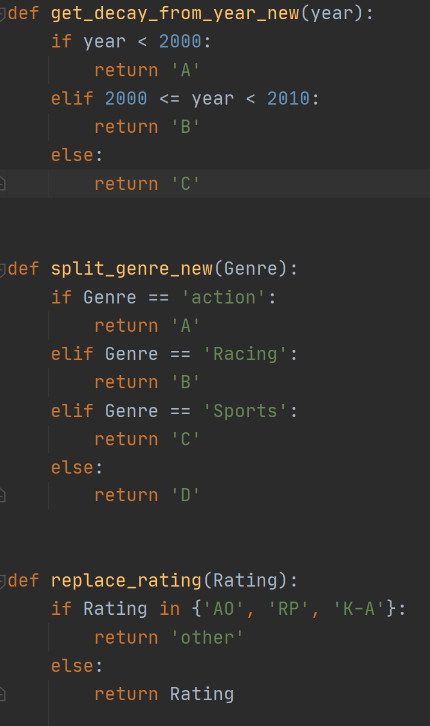 def get_decay_from_year_new(year):
    if year < 2000:
        return 'A'
    elif 2000 <= year < 2010:
        return 'B'
    else:
        return 'C'
def split_genre_new(Genre):
    if Genre == 'action':
        return 'A'
    elif Genre == 'Racing':
        return 'B'
    elif Genre == 'Sports':
        return 'C'
    else:
        return 'D'
def replace_rating(Rating):
    if Rating in {'AO', 'RP', 'K-A'}:
        return 'other'
    else:
        return Rating